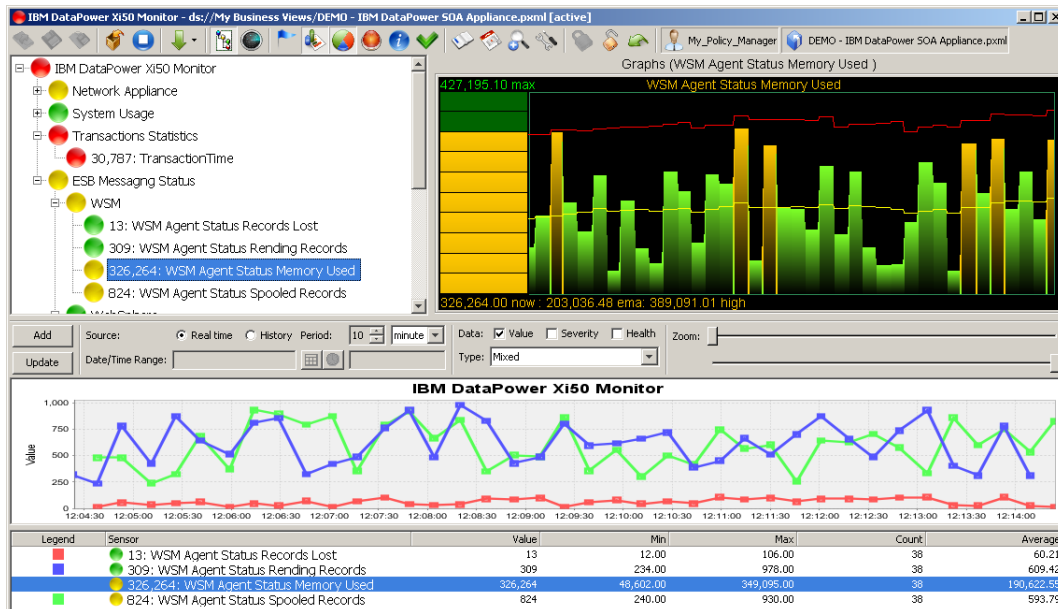 IBM DataPower Xi50 Monitor - ds://My Business Views/DEMO - IBM DataPower SOA Appliance.pxml [active]
My_Policy_Manager
DEMO - IBM DataPower SOA Appliance.pxml
IBM DataPower Xi50 Monitor
Network Appliance
System Usage
Transactions Statistics
30,787: TransactionTime
ESB Messagng Status
WSM
13: WSM Agent Status Records Lost
309: WSM Agent Status Rending Records
326,264: WSM Agent Status Memory Used
824: WSM Agent Status Spooled Records
WebSphere
Graphs (WSM Agent Status Memory Used )
427,195.10 max
WSM Agent Status Memory Used
326,264.00 now : 203,036.48 ema: 389,091.01 high
Add
Source:
Real time
History
Period:
10
minute
Data:
Value
Severity
Health
Zoom:
Update
Date/Time Range:
Type:
Mixed
IBM DataPower Xi50 Monitor
Value
1,000
750
500
250
0
12:04:30 12:05:00 12:05:30 12:06:00 12:06:30 12:07:00 12:07:30 12:08:00 12:08:30 12:09:00 12:09:30 12:10:00 12:10:30 12:11:00 12:11:30 12:12:00 12:12:30 12:13:00 12:13:30 12:14:00
Legend Sensor Value Min Max Count Average
13: WSM Agent Status Records Lost 13 12.00 106.00 38 60.21
309: WSM Agent Status Rending Records 309 234.00 978.00 38 609.42
326,264: WSM Agent Status Memory Used 326,264 48,602.00 349,095.00 38 190,622.55
824: WSM Agent Status Spooled Records 824 240.00 930.00 38 593.79